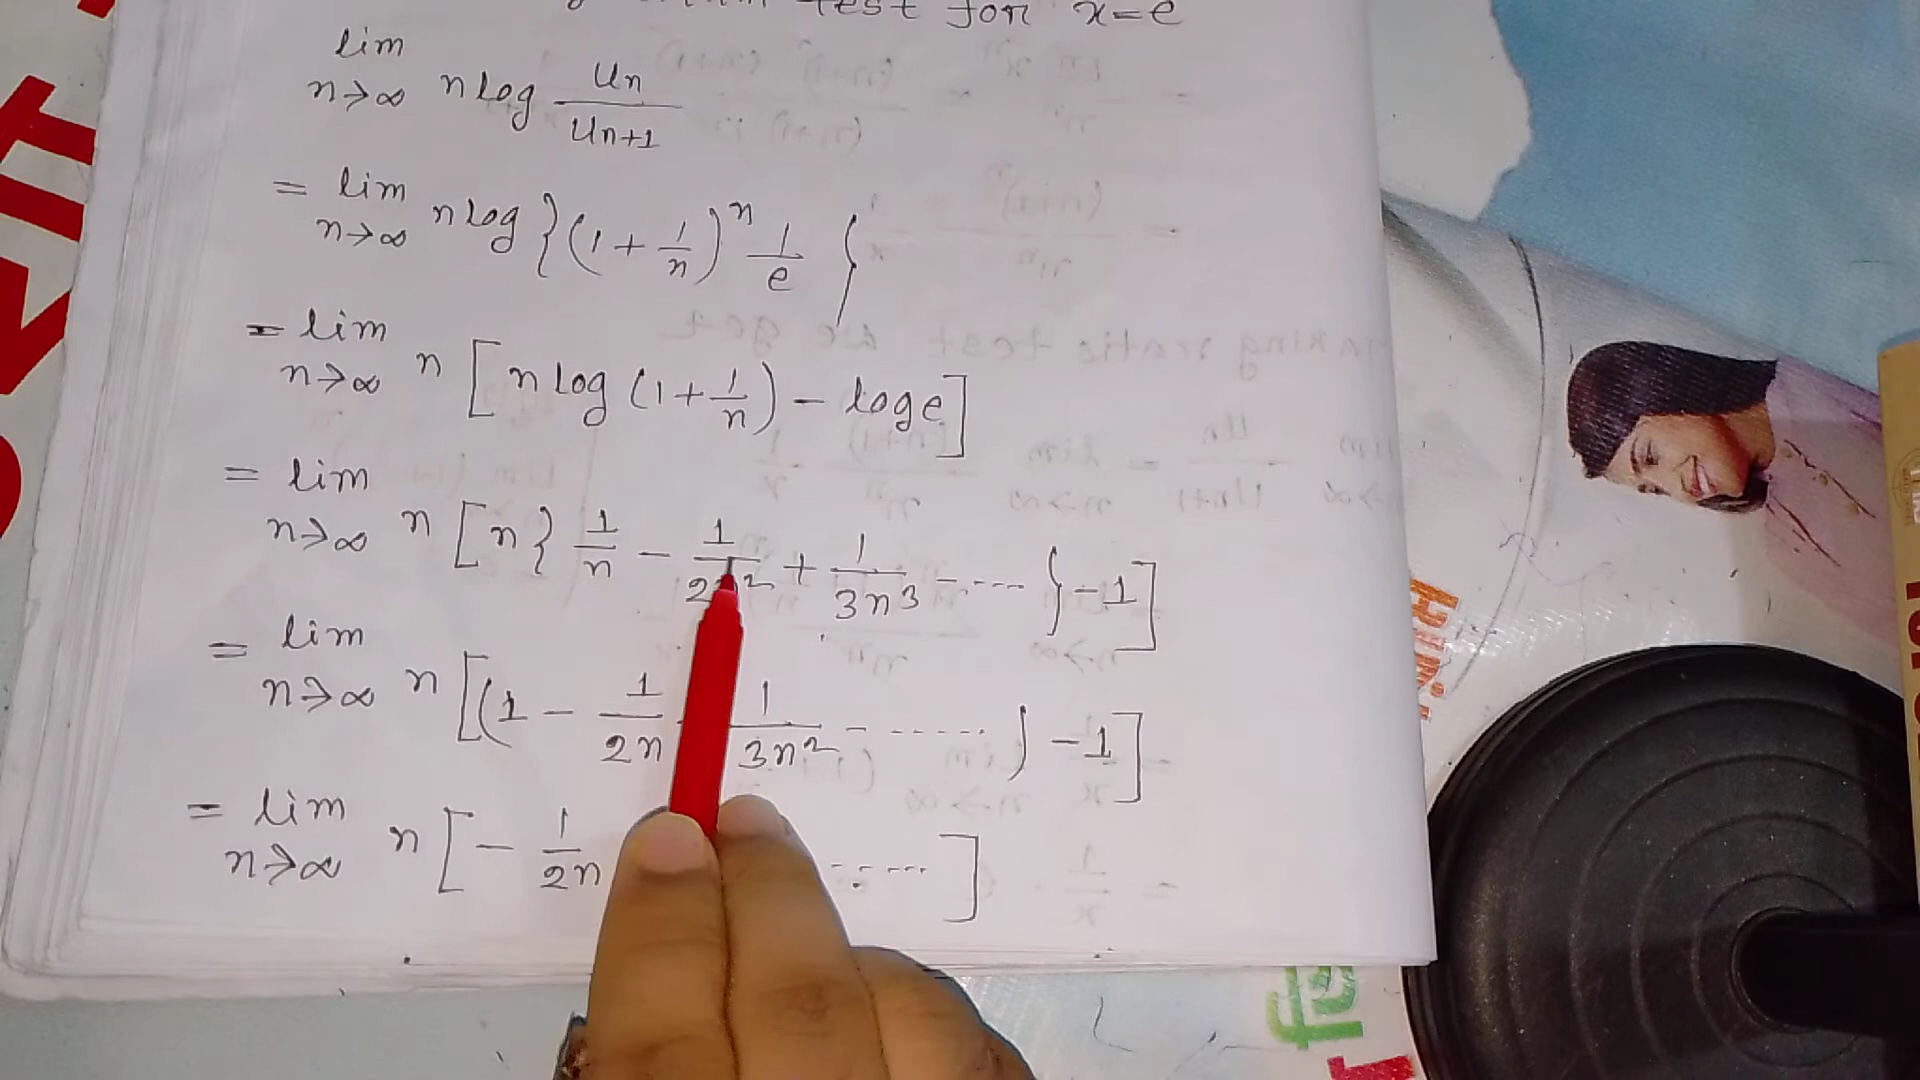 test for x=e
lim n→∞ n log Un/Un+1
= lim n→∞ n log {(1 + 1/n)^n 1/e}
= lim n→∞ n [n log (1 + 1/n) - log e]
= lim n→∞ n [n { 1/n - 1/2n² + 1/3n³ - .... } - 1]
= lim n→∞ n [(1 - 1/2n 1/3n² - ......) - 1]
= lim n→∞ n [- 1/2n ......]